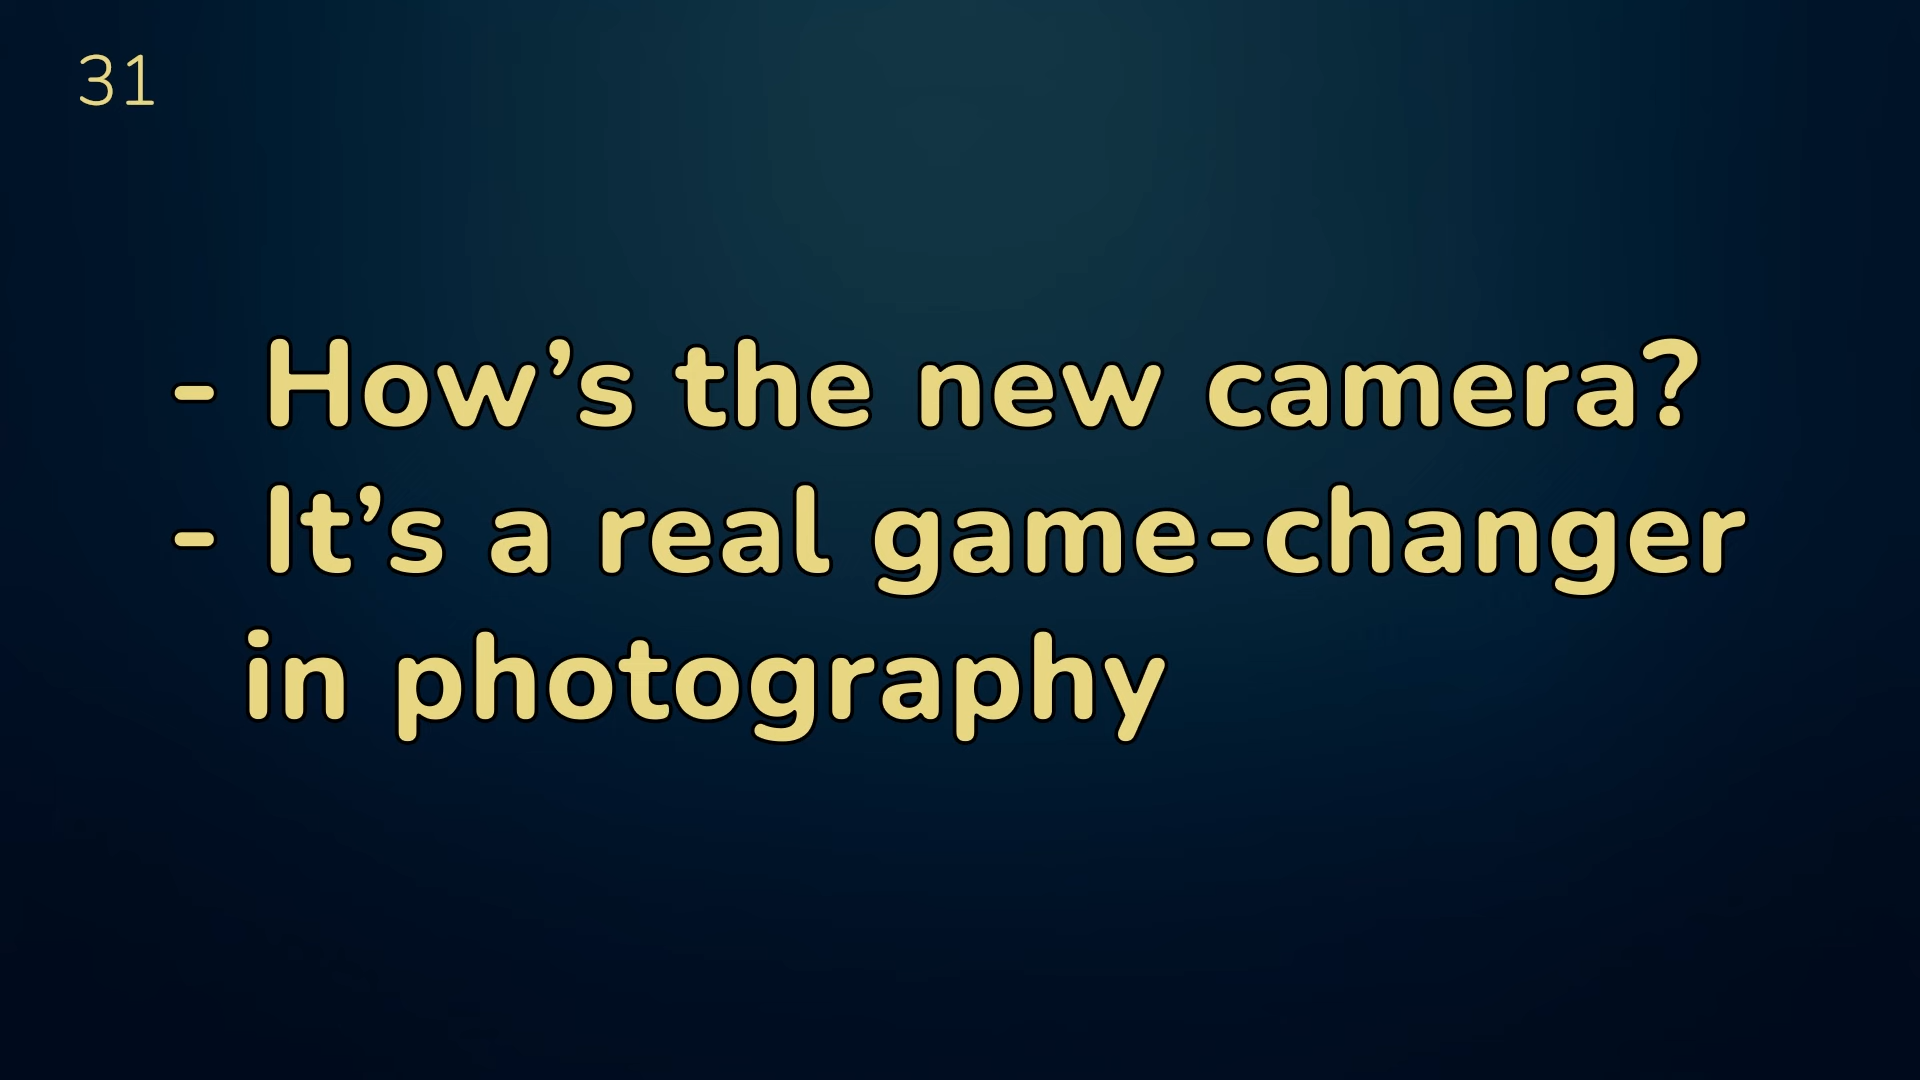 31
- How’s the new camera?
- It’s a real game-changer
in photography